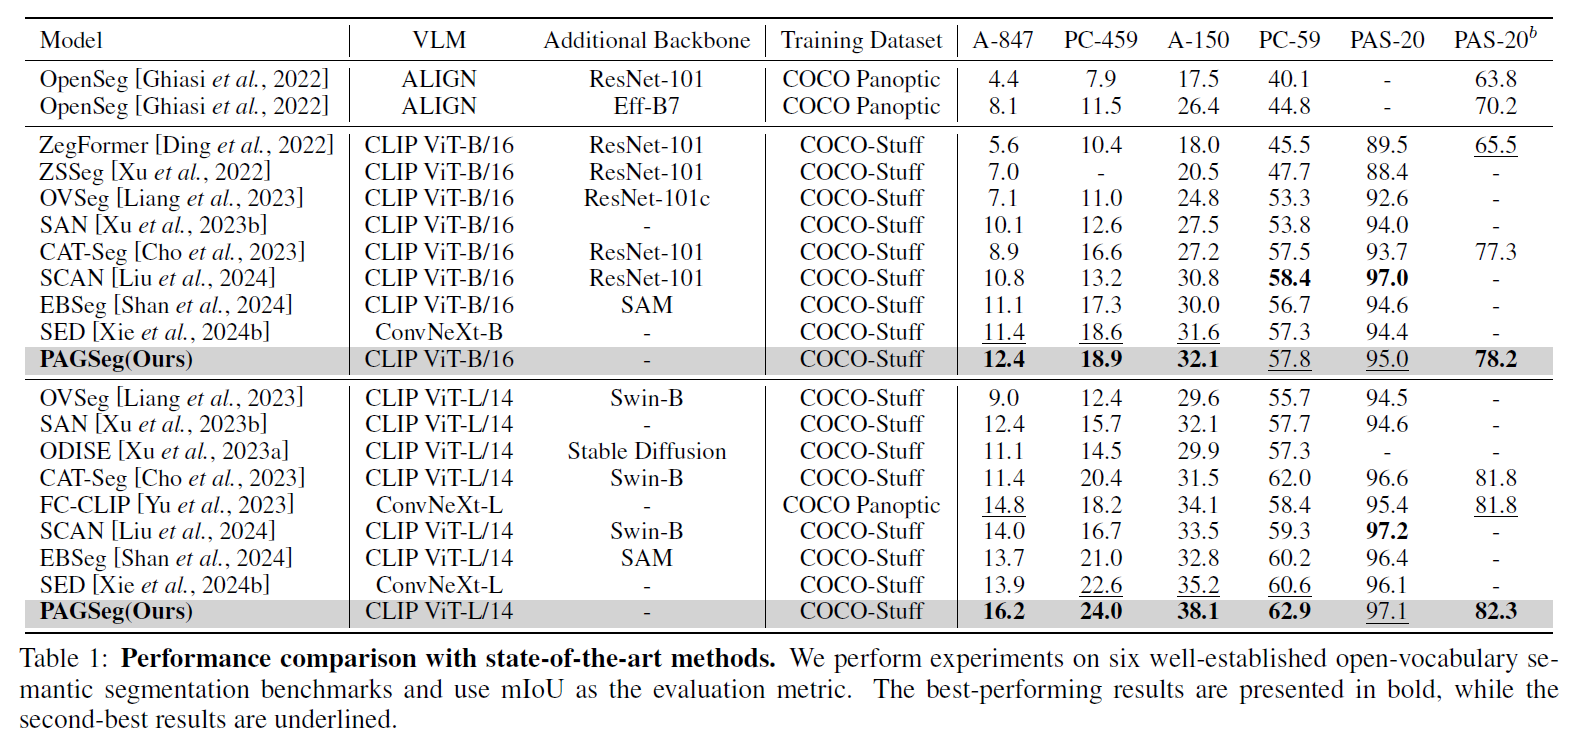 Model VLM Additional Backbone Training Dataset A-847 PC-459 A-150 PC-59 PAS-20 PAS-20^b
OpenSeg [Ghiasi et al., 2022] ALIGN ResNet-101 COCO Panoptic 4.4 7.9 17.5 40.1 - 63.8
OpenSeg [Ghiasi et al., 2022] ALIGN Eff-B7 COCO Panoptic 8.1 11.5 26.4 44.8 - 70.2
ZegFormer [Ding et al., 2022] CLIP ViT-B/16 ResNet-101 COCO-Stuff 5.6 10.4 18.0 45.5 89.5 65.5
ZSSeg [Xu et al., 2022] CLIP ViT-B/16 ResNet-101 COCO-Stuff 7.0 - 20.5 47.7 88.4 -
OVSeg [Liang et al., 2023] CLIP ViT-B/16 ResNet-101c COCO-Stuff 7.1 11.0 24.8 53.3 92.6 -
SAN [Xu et al., 2023b] CLIP ViT-B/16 - COCO-Stuff 10.1 12.6 27.5 53.8 94.0 -
CAT-Seg [Cho et al., 2023] CLIP ViT-B/16 ResNet-101 COCO-Stuff 8.9 16.6 27.2 57.5 93.7 77.3
SCAN [Liu et al., 2024] CLIP ViT-B/16 ResNet-101 COCO-Stuff 10.8 13.2 30.8 58.4 97.0 -
EBSeg [Shan et al., 2024] CLIP ViT-B/16 SAM COCO-Stuff 11.1 17.3 30.0 56.7 94.6 -
SED [Xie et al., 2024b] ConvNeXt-B - COCO-Stuff 11.4 18.6 31.6 57.3 94.4 -
PAGSeg(Ours) CLIP ViT-B/16 - COCO-Stuff 12.4 18.9 32.1 57.8 95.0 78.2
OVSeg [Liang et al., 2023] CLIP ViT-L/14 Swin-B COCO-Stuff 9.0 12.4 29.6 55.7 94.5 -
SAN [Xu et al., 2023b] CLIP ViT-L/14 - COCO-Stuff 12.4 15.7 32.1 57.7 94.6 -
ODISE [Xu et al., 2023a] CLIP ViT-L/14 Stable Diffusion COCO-Stuff 11.1 14.5 29.9 57.3 - -
CAT-Seg [Cho et al., 2023] CLIP ViT-L/14 Swin-B COCO-Stuff 11.4 20.4 31.5 62.0 96.6 81.8
FC-CLIP [Yu et al., 2023] ConvNeXt-L - COCO Panoptic 14.8 18.2 34.1 58.4 95.4 81.8
SCAN [Liu et al., 2024] CLIP ViT-L/14 Swin-B COCO-Stuff 14.0 16.7 33.5 59.3 97.2 -
EBSeg [Shan et al., 2024] CLIP ViT-L/14 SAM COCO-Stuff 13.7 21.0 32.8 60.2 96.4 -
SED [Xie et al., 2024b] ConvNeXt-L - COCO-Stuff 13.9 22.6 35.2 60.6 96.1 -
PAGSeg(Ours) CLIP ViT-L/14 - COCO-Stuff 16.2 24.0 38.1 62.9 97.1 82.3
Table 1: Performance comparison with state-of-the-art methods. We perform experiments on six well-established open-vocabulary se-
mantic segmentation benchmarks and use mIoU as the evaluation metric. The best-performing results are presented in bold, while the
second-best results are underlined.